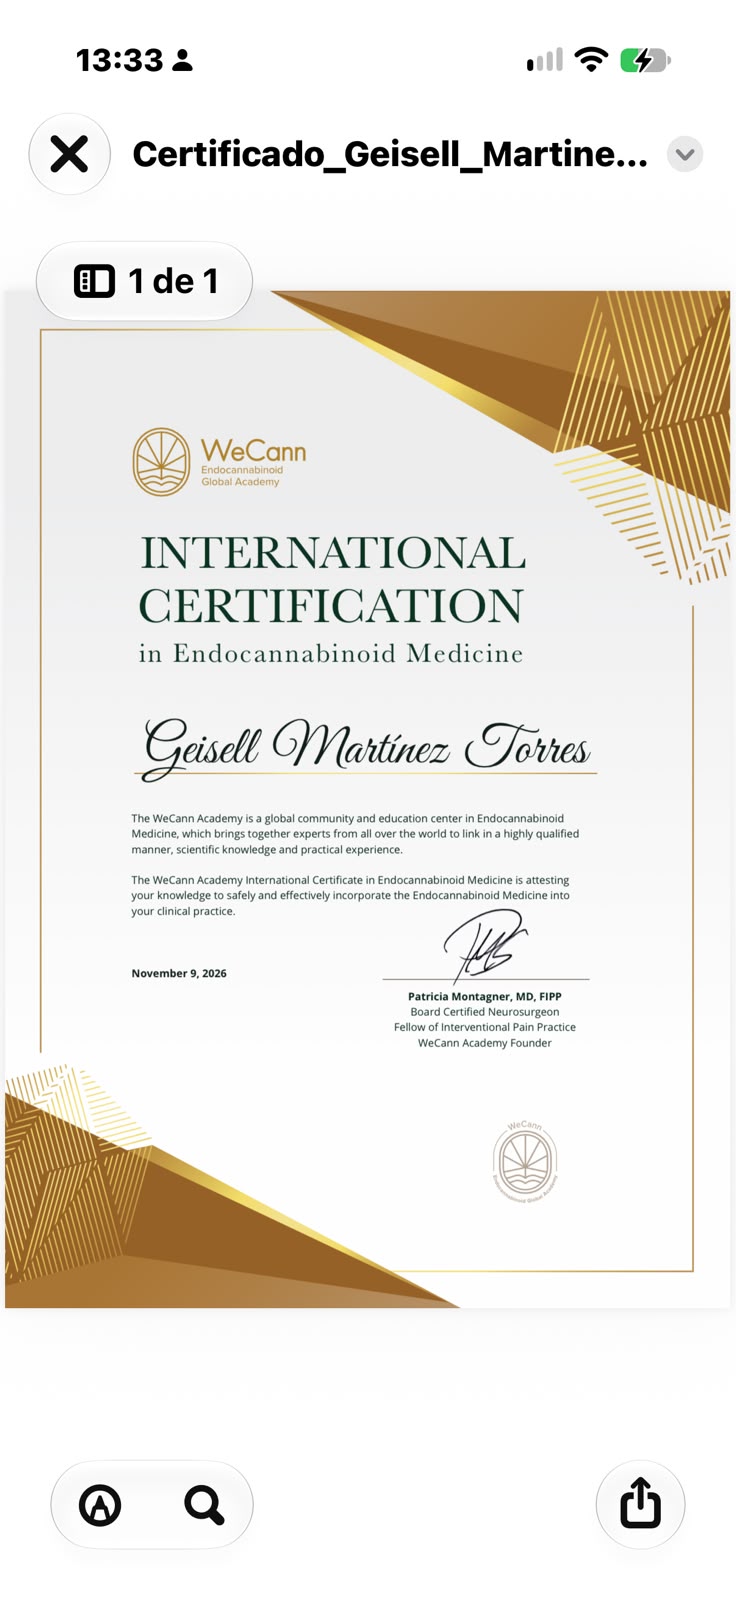 13:33
Certificado_Geisell_Martine...
1 de 1
WeCann
Endocannabinoid
Global Academy
INTERNATIONAL
CERTIFICATION
in Endocannabinoid Medicine
Geisell Martínez Torres
The WeCann Academy is a global community and education center in Endocannabinoid
Medicine, which brings together experts from all over the world to link in a highly qualified
manner, scientific knowledge and practical experience.
The WeCann Academy International Certificate in Endocannabinoid Medicine is attesting
your knowledge to safely and effectively incorporate the Endocannabinoid Medicine into
your clinical practice.
November 9, 2026
Patricia Montagner, MD, FIPP
Board Certified Neurosurgeon
Fellow of Interventional Pain Practice
WeCann Academy Founder
WeCann
Endocannabinoid Global Academy